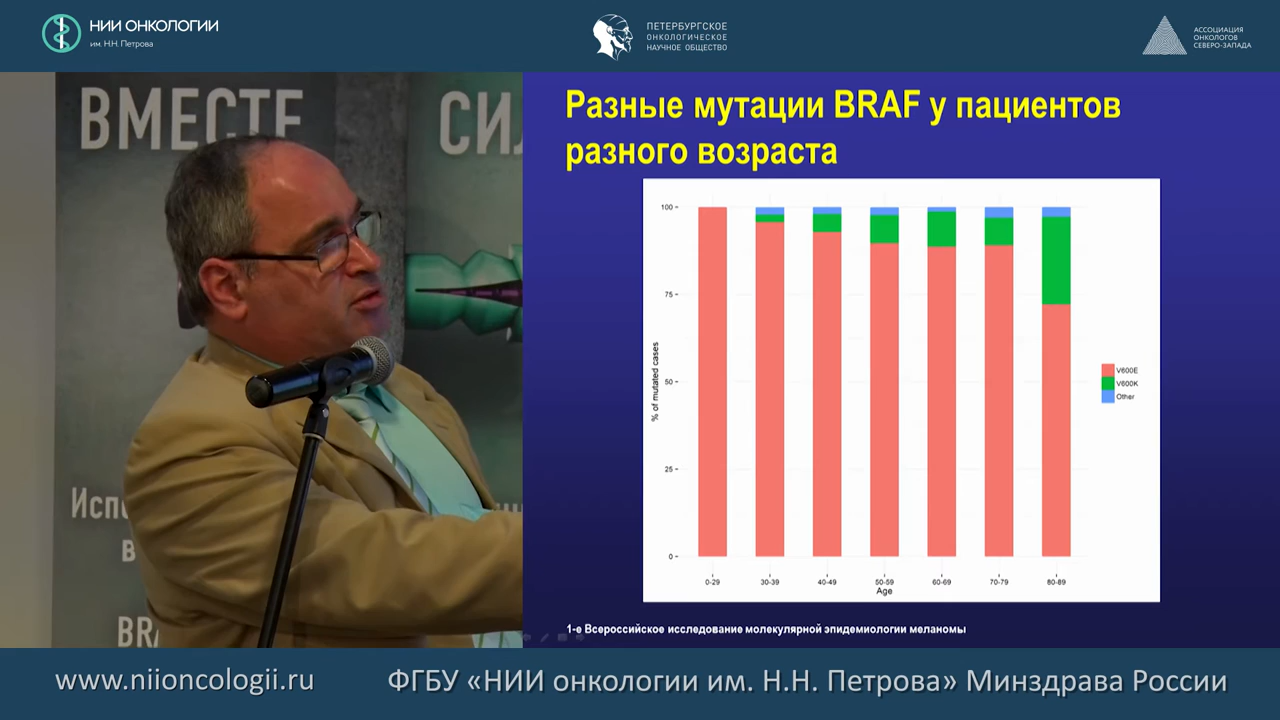 НИИ ОНКОЛОГИИ
им. Н.Н. Петрова
ПЕТЕРБУРГСКОЕ
ОНКОЛОГИЧЕСКОЕ
НАУЧНОЕ ОБЩЕСТВО
АССОЦИАЦИЯ
ОНКОЛОГОВ
СЕВЕРО-ЗАПАДА
ВМЕСТЕ
СИЛ
Испо
в
BRA
Разные мутации BRAF у пациентов
разного возраста
% of mutated cases
100
75
50
25
0
0-29 30-39 40-49 50-59 60-69 70-79 80-89
Age
V600E
V600K
Other
1-е Всероссийское исследование молекулярной эпидемиологии меланомы
www.niioncologii.ru ФГБУ «НИИ онкологии им. Н.Н. Петрова» Минздрава России